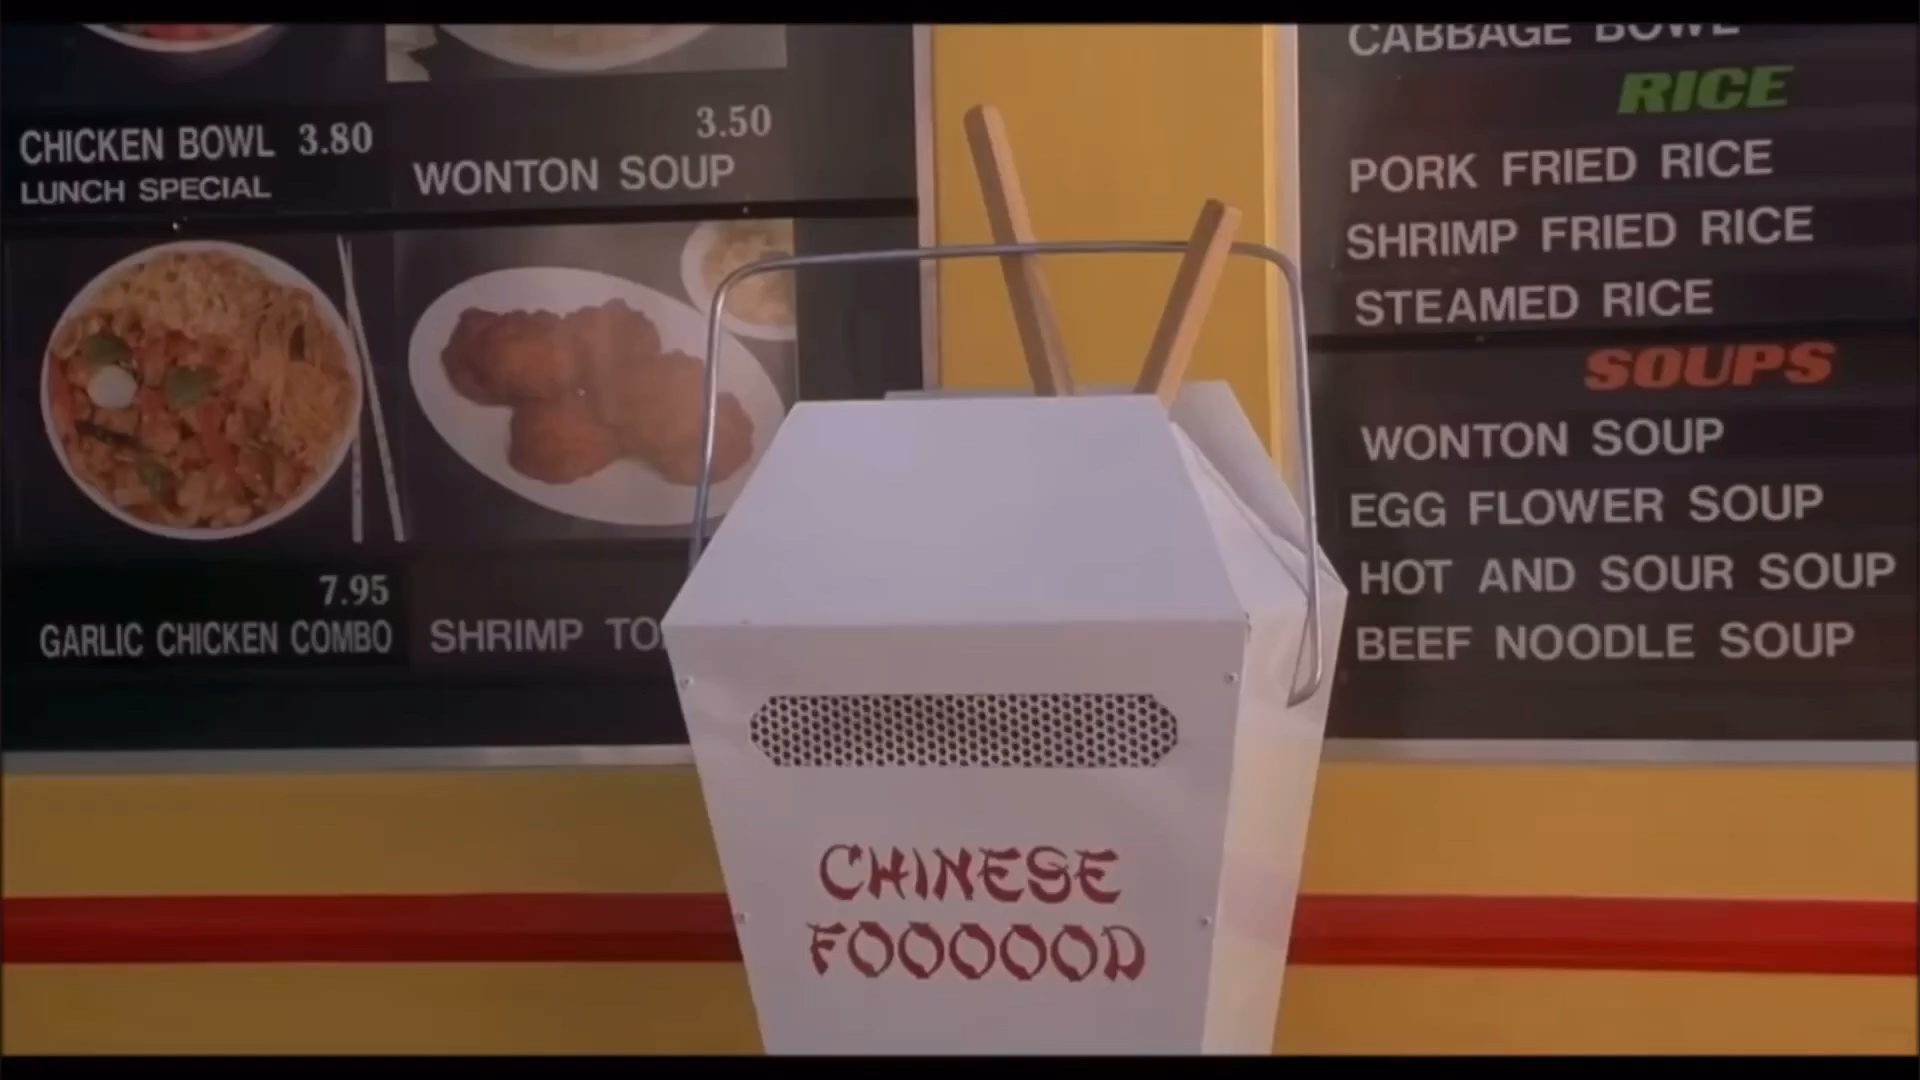 CHICKEN BOWL 3.80
LUNCH SPECIAL
3.50
WONTON SOUP
7.95
GARLIC CHICKEN COMBO
SHRIMP
CABBAGE BOWL
RICE
PORK FRIED RICE
SHRIMP FRIED RICE
STEAMED RICE
SOUPS
WONTON SOUP
EGG FLOWER SOUP
HOT AND SOUR SOUP
BEEF NOODLE SOUP
CHINESE
FOOOOOD